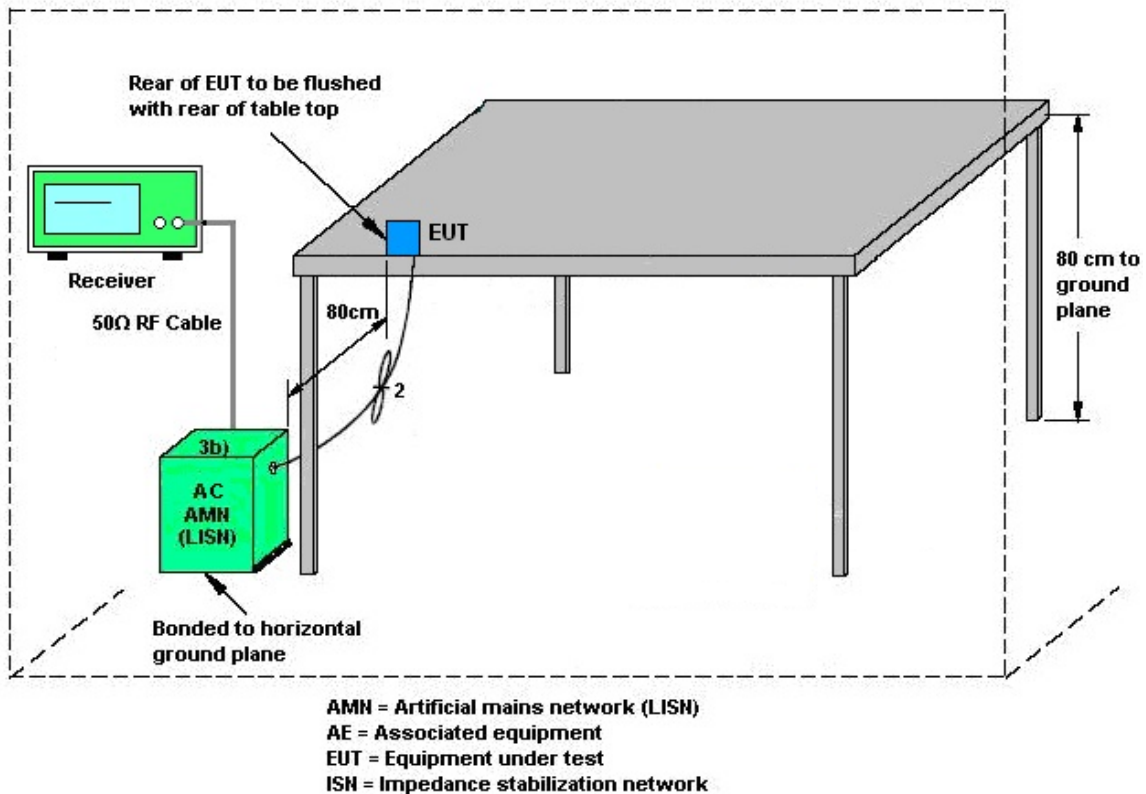 Rear of EUT to be flushed
with rear of table top
EUT
Receiver
80cm
50Ω RF Cable
80 cm to
ground
plane
2
3b)
AC
AMN
(LISN)
Bonded to horizontal
ground plane
AMN = Artificial mains network (LISN)
AE = Associated equipment
EUT = Equipment under test
ISN = Impedance stabilization network